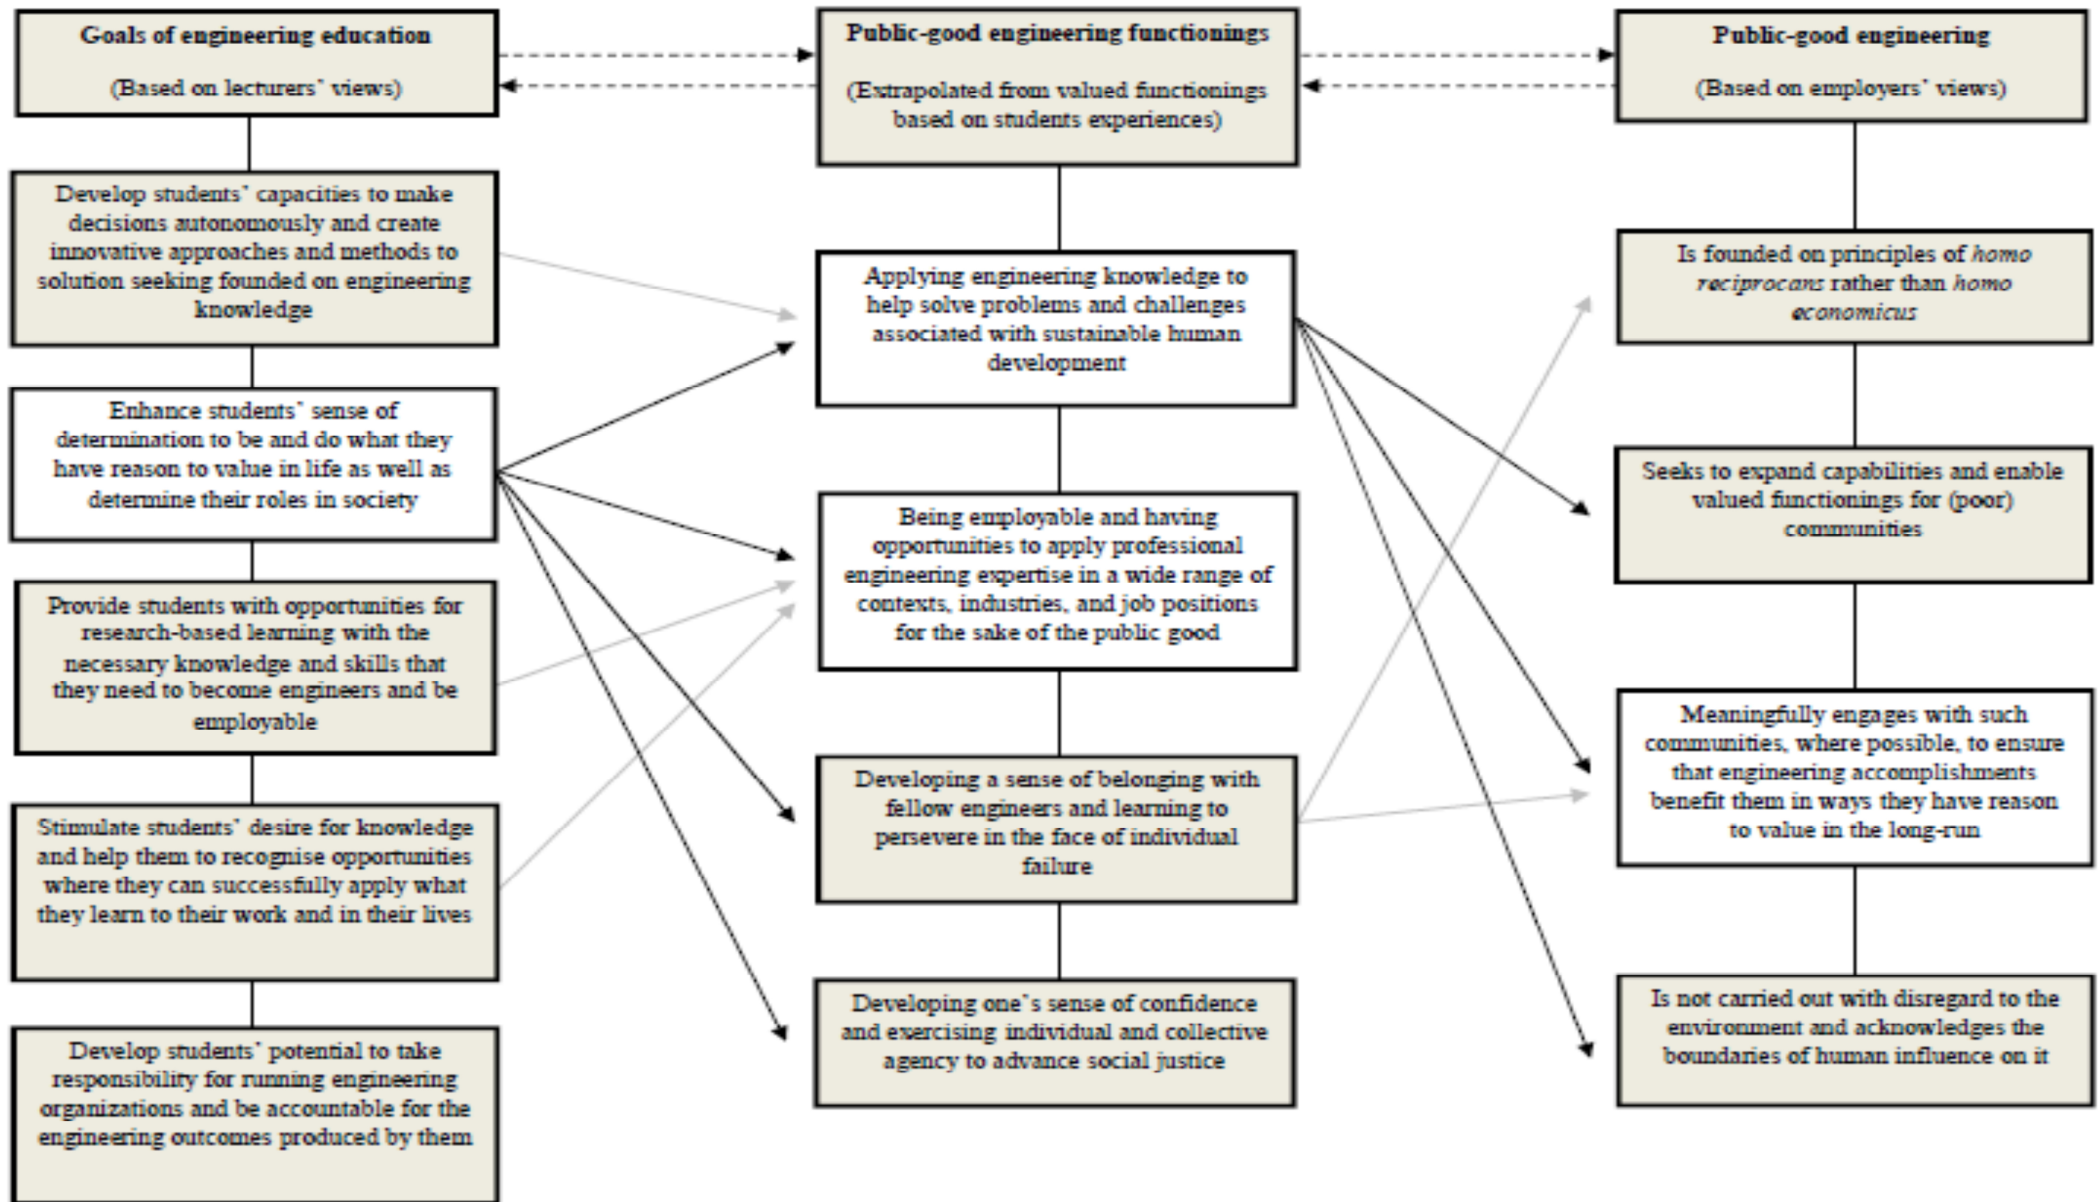 Goals of engineering education
(Based on lecturers' views)
Develop students' capacities to make
decisions autonomously and create
innovative approaches and methods to
solution seeking founded on engineering
knowledge
Enhance students' sense of
determination to be and do what they
have reason to value in life as well as
determine their roles in society
Provide students with opportunities for
research-based learning with the
necessary knowledge and skills that
they need to become engineers and be
employable
Stimulate students' desire for knowledge
and help them to recognise opportunities
where they can successfully apply what
they learn to their work and in their lives
Develop students' potential to take
responsibility for running engineering
organizations and be accountable for the
engineering outcomes produced by them
Public-good engineering functionings
(Extrapolated from valued functionings
based on students experiences)
Applying engineering knowledge to
help solve problems and challenges
associated with sustainable human
development
Being employable and having
opportunities to apply professional
engineering expertise in a wide range of
contexts, industries, and job positions
for the sake of the public good
Developing a sense of belonging with
fellow engineers and learning to
persevere in the face of individual
failure
Developing one's sense of confidence
and exercising individual and collective
agency to advance social justice
Public-good engineering
(Based on employers' views)
Is founded on principles of homo
reciprocans rather than homo
economicus
Seeks to expand capabilities and enable
valued functionings for (poor)
communities
Meaningfully engages with such
communities, where possible, to ensure
that engineering accomplishments
benefit them in ways they have reason
to value in the long-run
Is not carried out with disregard to the
environment and acknowledges the
boundaries of human influence on it